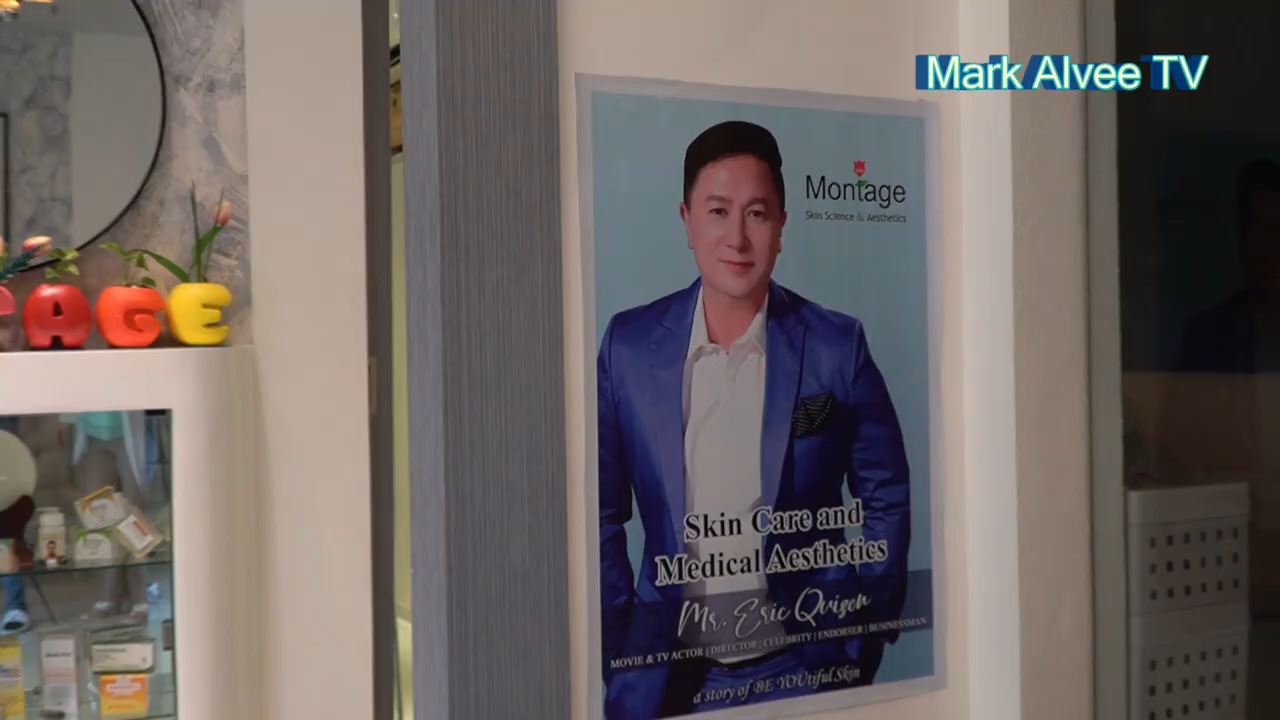 Mark Alvee TV
Montage
Skin Science & Aesthetics
AGE
Skin Care and
Medical Aesthetics
Mr. Eric Quizon
MOVIE & TV ACTOR | DIRECTOR | CELEBRITY | ENDORSER | BUSINESSMAN
a story of BE YOUtiful Skin